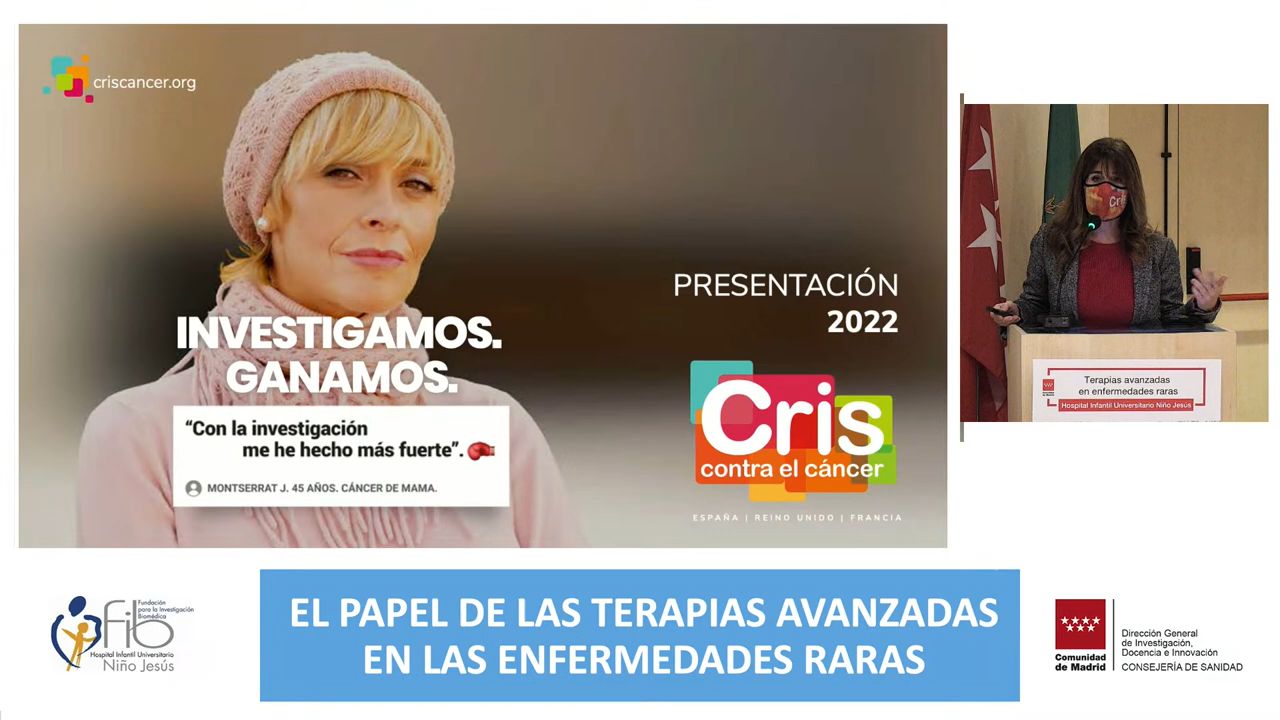 criscancer.org
INVESTIGAMOS.
GANAMOS.
“Con la investigación
me he hecho más fuerte”.
MONTSERRAT J. 45 AÑOS. CÁNCER DE MAMA.
PRESENTACIÓN
2022
Cris
contra el cáncer
ESPAÑA | REINO UNIDO | FRANCIA
Cri
Terapias avanzadas
en enfermedades raras
Hospital Infantil Universitario Niño Jesús
fib
Fundación
para la Investigación
Biomédica
Hospital Infantil Universitario
Niño Jesús
EL PAPEL DE LAS TERAPIAS AVANZADAS
EN LAS ENFERMEDADES RARAS
Comunidad
de Madrid
Dirección General
de Investigación,
Docencia e Innovación
CONSEJERÍA DE SANIDAD